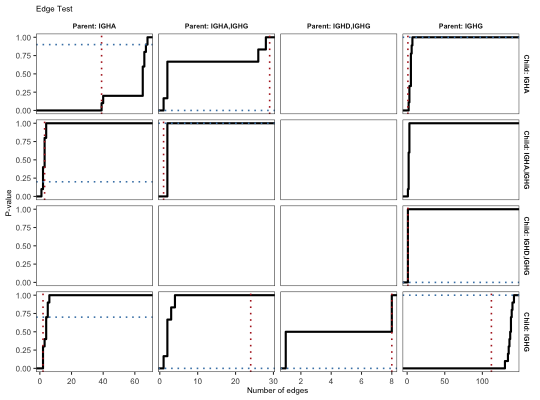 Edge Test
Parent: IGHA
Parent: IGHA,IGHG
Parent: IGHD,IGHG
Parent: IGHG
1.00
0.75
0.50
0.25
0.00
Child: IGHA
1.00
0.75
0.50
0.25
0.00
Child: IGHA,IGHG
P-value
1.00
0.75
0.50
0.25
0.00
Child: IGHD,IGHG
1.00
0.75
0.50
0.25
0.00
Child: IGHG
0 20 40 60
0 10 20 30
0 2 4 6 8
0 50 100
Number of edges